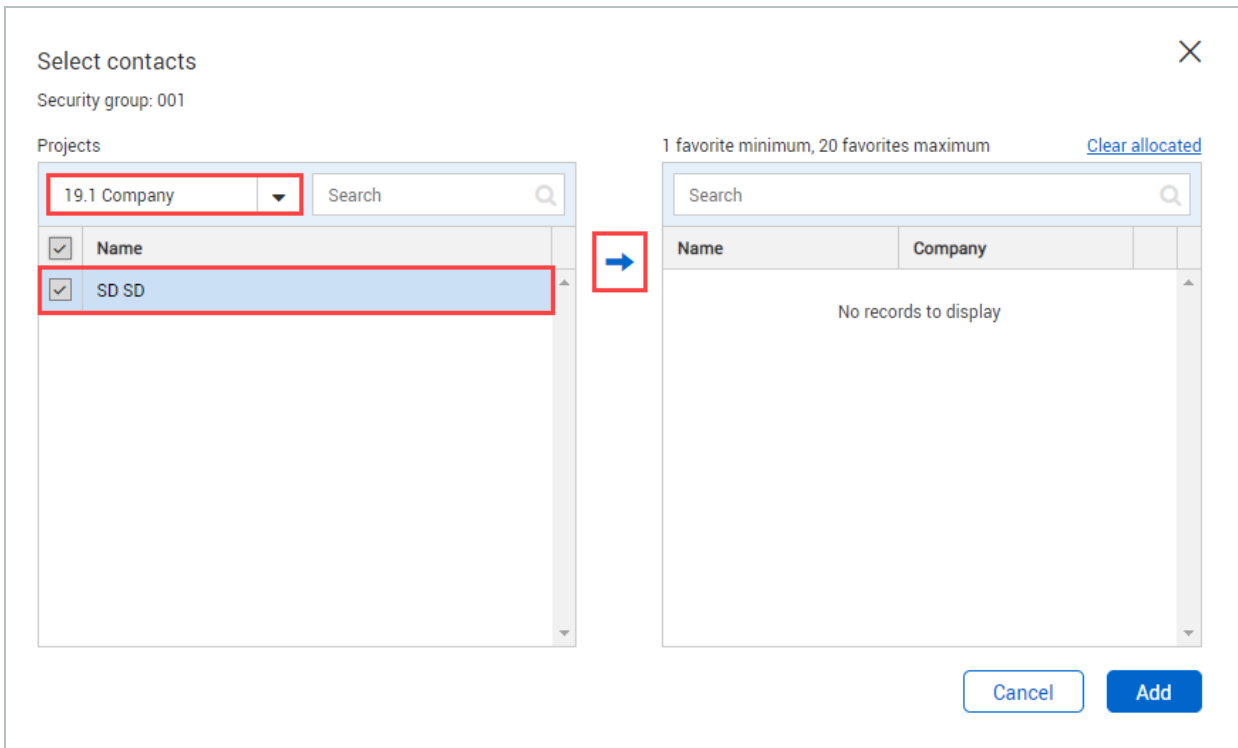 Select contacts
Security group: 001
Projects
1 favorite minimum, 20 favorites maximum
Clear allocated
19.1 Company
Search
Search
Name
Name
Company
SD SD
No records to display
Cancel
Add